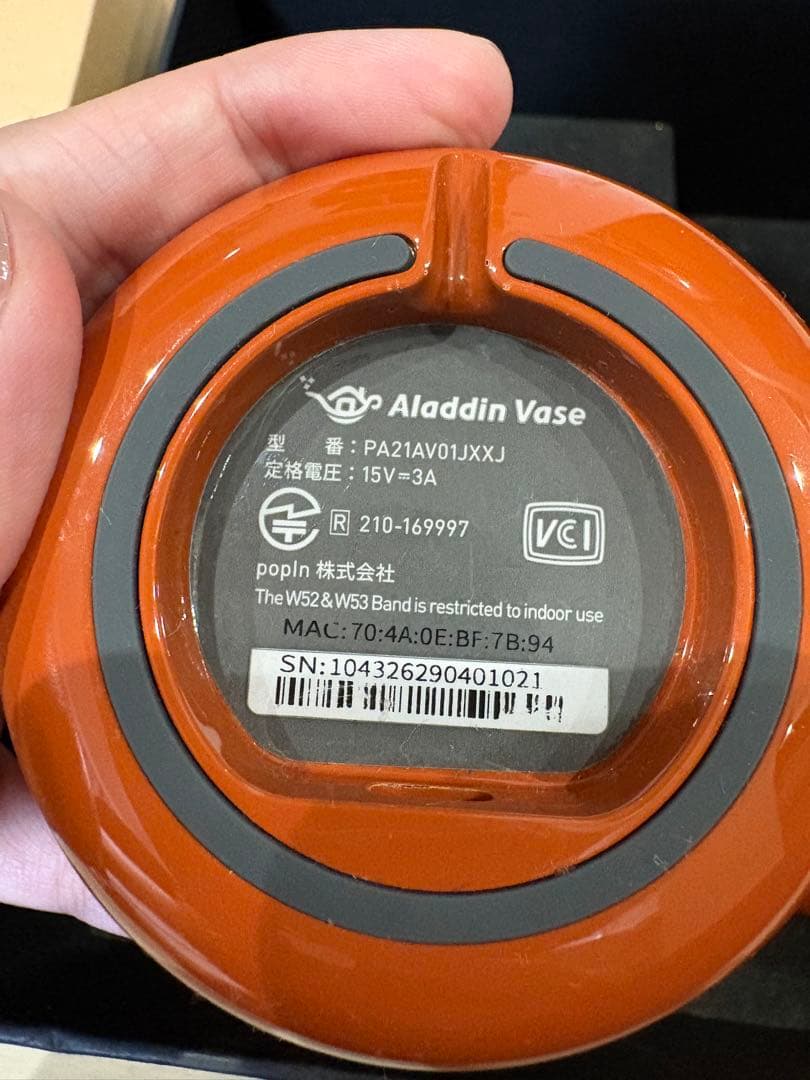 Aladdin Vase
型 番：PA21AV01JXXJ
定格電圧：15V⎓3A
R 210-169997
VCCI
popIn 株式会社
The W52 & W53 Band is restricted to indoor use
MAC:70:4A:0E:BF:7B:94
SN:104326290401021